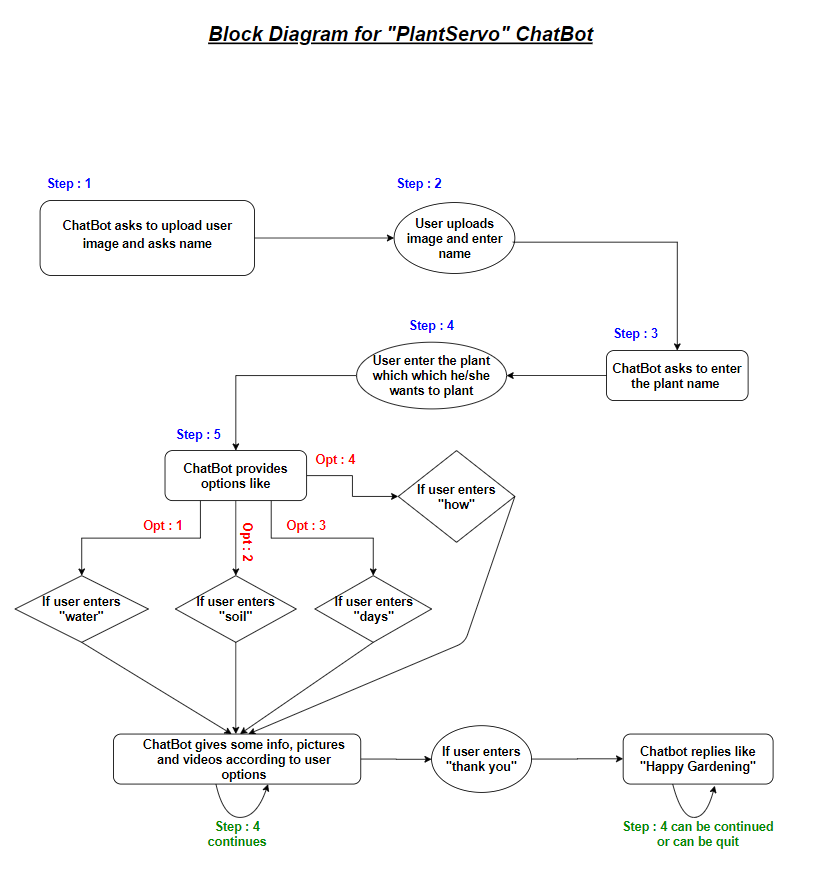 Block Diagram for "PlantServo" ChatBot
Step : 1
Step : 2
ChatBot asks to upload user
image and asks name
User uploads
image and enter
name
Step : 4
Step : 3
User enter the plant
which which he/she
wants to plant
ChatBot asks to enter
the plant name
Step : 5
ChatBot provides
options like
Opt : 4
If user enters
"how"
Opt : 1
Opt : 2
Opt : 3
If user enters
"water"
If user enters
"soil"
If user enters
"days"
ChatBot gives some info, pictures
and videos according to user
options
If user enters
"thank you"
Chatbot replies like
"Happy Gardening"
Step : 4
continues
Step : 4 can be continued
or can be quit